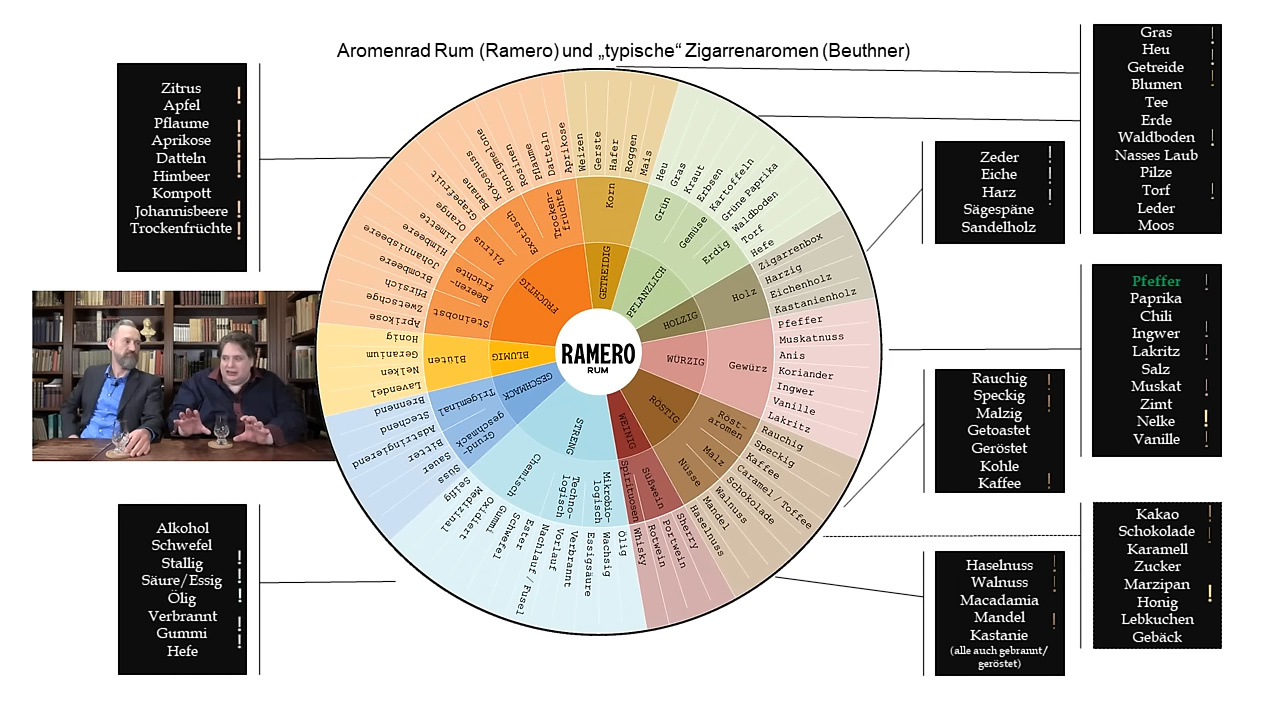 Aromenrad Rum (Ramero) und „typische“ Zigarrenaromen (Beuthner)
Zitrus !
Apfel
Pflaume !
Aprikose !
Datteln !
Himbeer !
Kompott
Johannisbeere !
Trockenfrüchte !
Alkohol
Schwefel
Stallig !
Säure/Essig !
Ölig !
Verbrannt
Gummi !
Hefe !
RAMERO
RUM
GETREIDIG
Korn
Weizen
Gerste
Hafer
Roggen
Mais
PFLANZLICH
Grün
Heu
Gras
Kraut
Gemüse
Erbsen
Kartoffeln
Grüne Paprika
Erdig
Waldboden
Torf
Hefe
HOLZIG
Holz
Zigarrenbox
Harzig
Eichenholz
Kastanienholz
WÜRZIG
Gewürz
Pfeffer
Muskatnuss
Anis
Koriander
Ingwer
Vanille
Lakritz
RÖSTIG
Röst-
aromen
Rauchig
Speckig
Kaffee
Malz
Caramel/Toffee
Schokolade
Nüsse
Walnuss
Mandel
Haselnuss
WEINIG
Süßwein
Sherry
Portwein
Rotwein
Spirituosen
Whisky
STRENG
Mikrobio-
logisch
Ölig
Wachsig
Essigsäure
Techno-
logisch
Verbrannt
Vorlauf
Nachlauf/Fusel
Chemisch
Ester
Schwefel
Gummi
Oxidiert
Medizinal
Seifig
GESCHMACK
Grund-
geschmack
Süss
Sauer
Bitter
Trigeminal
Adstringierend
Stechend
Brennend
BLUMIG
Blüten
Lavendel
Nelken
Geranium
Honig
FRUCHTIG
Steinobst
Aprikose
Zwetschge
Pfirsich
Beeren-
früchte
Brombeere
Johannisbeere
Himbeere
Zitrus
Limette
Orange
Grapefruit
Exotisch
Banane
Kokosnuss
Honigmelone
Trocken-
früchte
Rosinen
Pflaume
Datteln
Aprikose
Gras !
Heu !
Getreide !
Blumen
Tee
Erde
Waldboden !
Nasses Laub
Pilze
Torf !
Leder
Moos
Zeder !
Eiche !
Harz !
Sägespäne
Sandelholz
Pfeffer !
Paprika
Chili
Ingwer !
Lakritz !
Salz
Muskat !
Zimt
Nelke !
Vanille !
Rauchig !
Speckig !
Malzig
Getoastet
Geröstet
Kohle
Kaffee !
Kakao !
Schokolade !
Karamell
Zucker
Marzipan
Honig !
Lebkuchen
Gebäck
Haselnuss !
Walnuss !
Macadamia
Mandel !
Kastanie
(alle auch gebrannt/
geröstet)